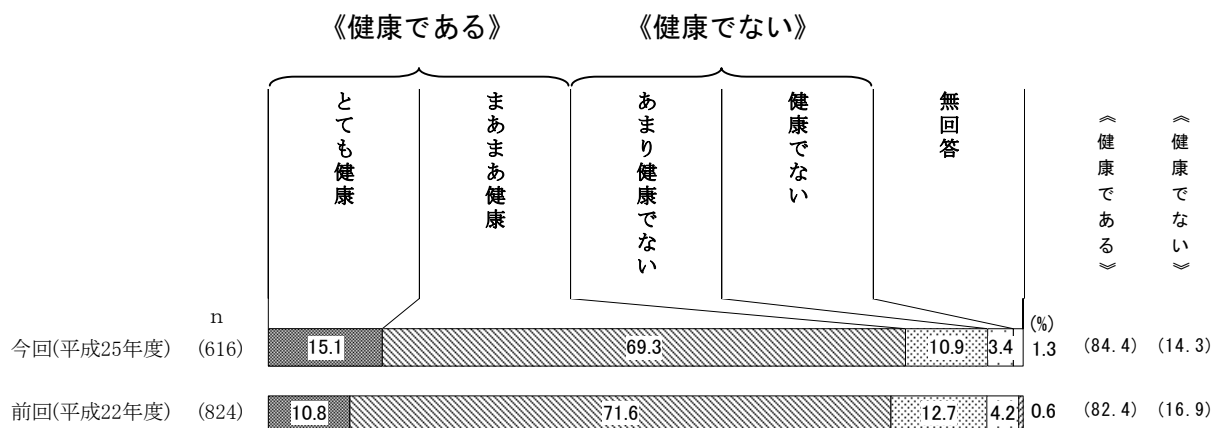 《健康である》 《健康でない》
とても健康
まあまあ健康
あまり健康でない
健康でない
無回答
《健康である》
《健康でない》
n
(%)
今回(平成25年度) (616) 15.1 69.3 10.9 3.4 1.3 (84.4) (14.3)
前回(平成22年度) (824) 10.8 71.6 12.7 4.2 0.6 (82.4) (16.9)